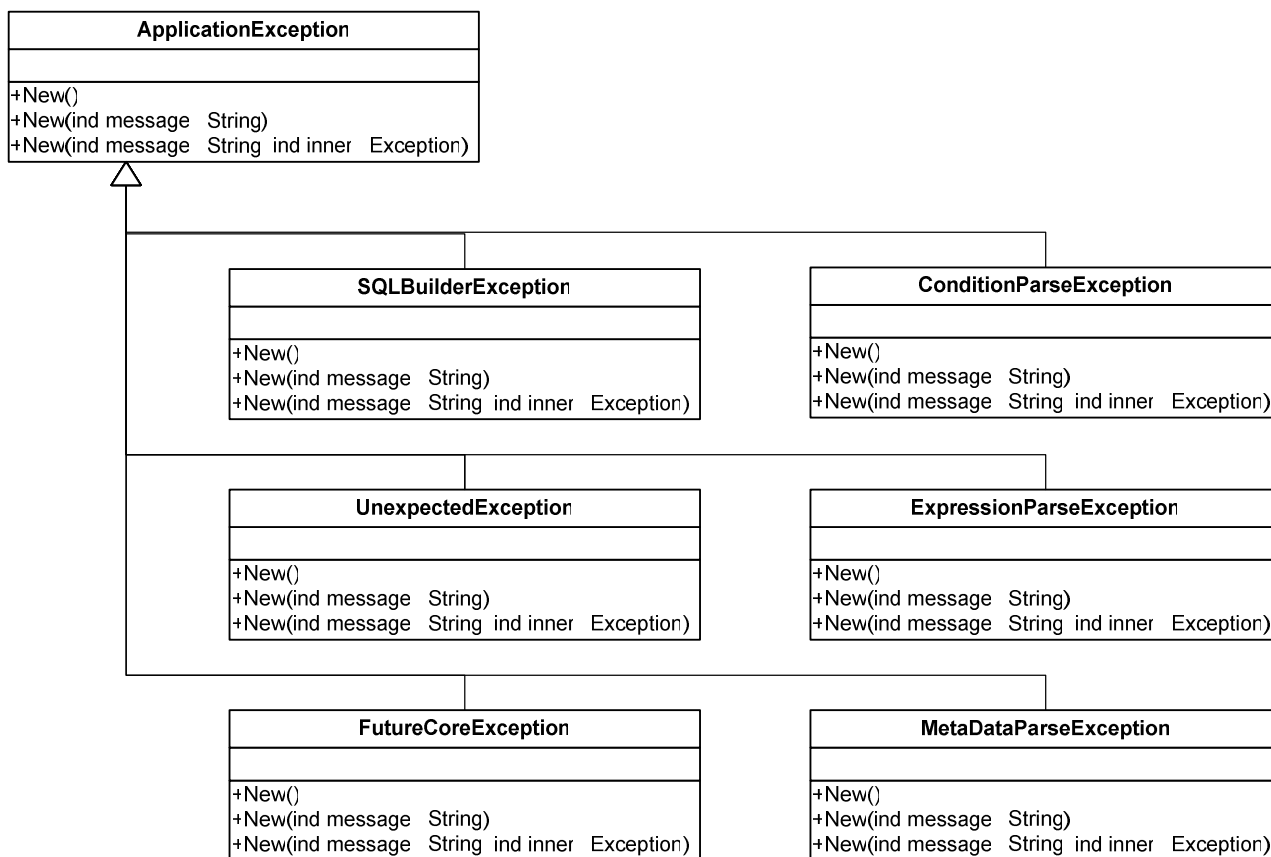 ApplicationException
+New()
+New(ind message String)
+New(ind message String ind inner Exception)
SQLBuilderException
+New()
+New(ind message String)
+New(ind message String ind inner Exception)
ConditionParseException
+New()
+New(ind message String)
+New(ind message String ind inner Exception)
UnexpectedException
+New()
+New(ind message String)
+New(ind message String ind inner Exception)
ExpressionParseException
+New()
+New(ind message String)
+New(ind message String ind inner Exception)
FutureCoreException
+New()
+New(ind message String)
+New(ind message String ind inner Exception)
MetaDataParseException
+New()
+New(ind message String)
+New(ind message String ind inner Exception)